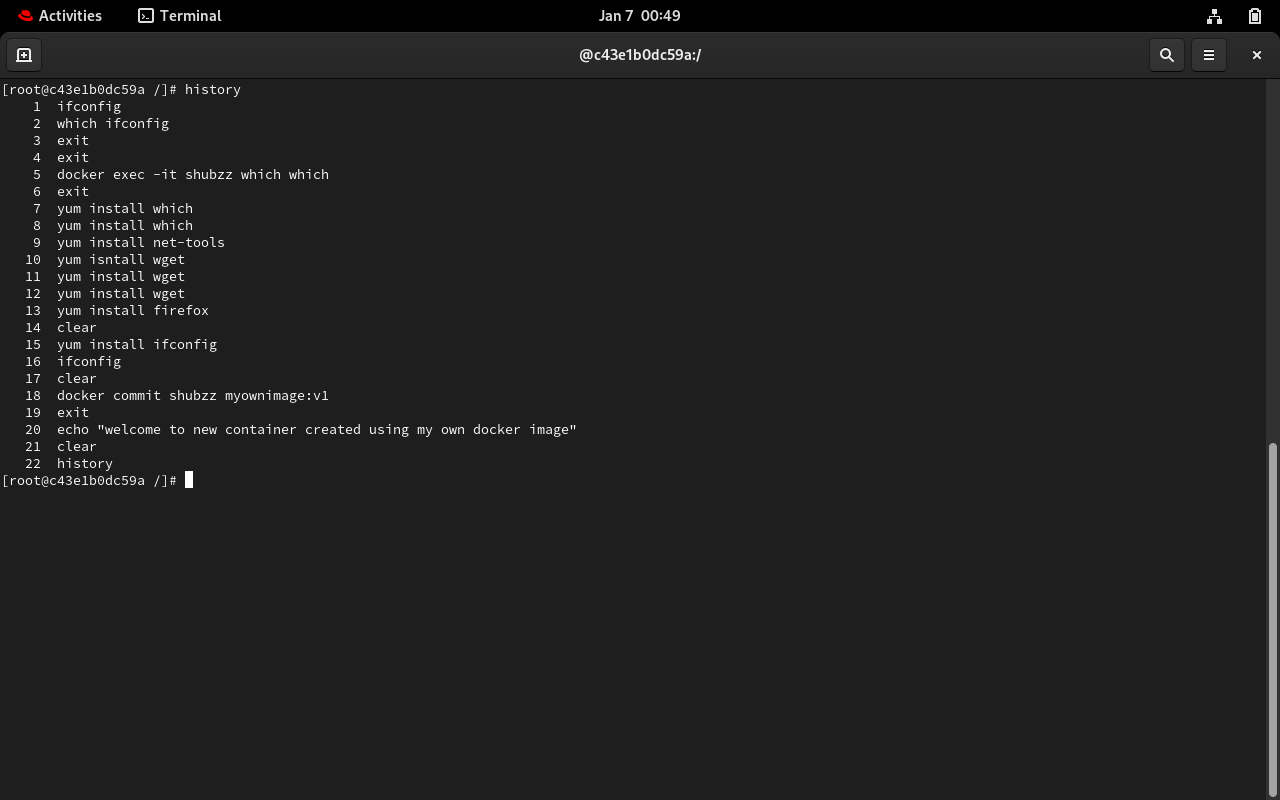 Activities Terminal Jan 7 00:49
@c43e1b0dc59a:/
[root@c43e1b0dc59a /]# history
1 ifconfig
2 which ifconfig
3 exit
4 exit
5 docker exec -it shubzz which which
6 exit
7 yum install which
8 yum install which
9 yum install net-tools
10 yum isntall wget
11 yum install wget
12 yum install wget
13 yum install firefox
14 clear
15 yum install ifconfig
16 ifconfig
17 clear
18 docker commit shubzz myownimage:v1
19 exit
20 echo "welcome to new container created using my own docker image"
21 clear
22 history
[root@c43e1b0dc59a /]#